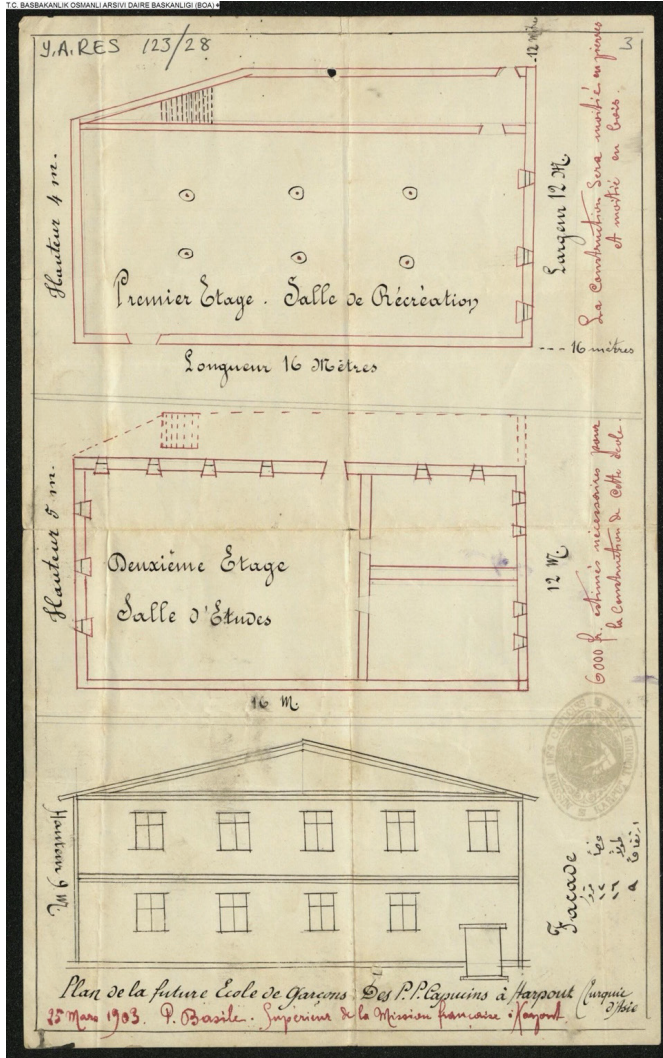 T.C. BASBAKANLIK OSMANLI ARSIVI DAIRE BASKANLIGI (BOA)
Y.A.RES 123/28
3
12 M
La Construction sera moitié en pierres
et moitié en bois.
Hauteur 4 m.
Largeur 12 M.
Premier Etage. Salle de Récréation
16 mètres
Longueur 16 Mètres
Hauteur 5 m.
Deuxième Etage
Salle d'Etudes
12 M.
6000 fr. estimés nécessaires pour
la Construction de cette école.
16 M.
Hauteur 9 M.
Façade
Plan de la future Ecole de Garçons Des P.P. Capucins à Harpout (Turquie
d'Asie
25 Mars 1903. P. Basile. Supérieur de la Mission française à Harpout.